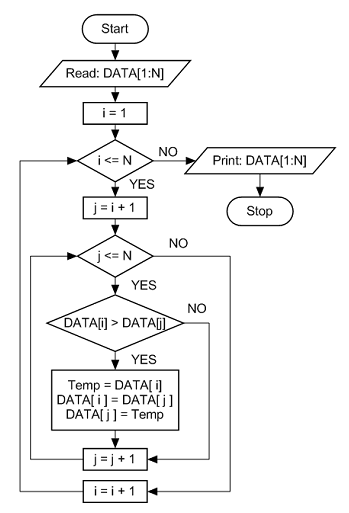 Start
Read: DATA[1:N]
i = 1
i <= N
NO
Print: DATA[1:N]
YES
Stop
j = i + 1
j <= N
NO
YES
DATA[i] > DATA[j]
NO
YES
Temp = DATA[ i]
DATA[ i ] = DATA[ j ]
DATA[ j ] = Temp
j = j + 1
i = i + 1